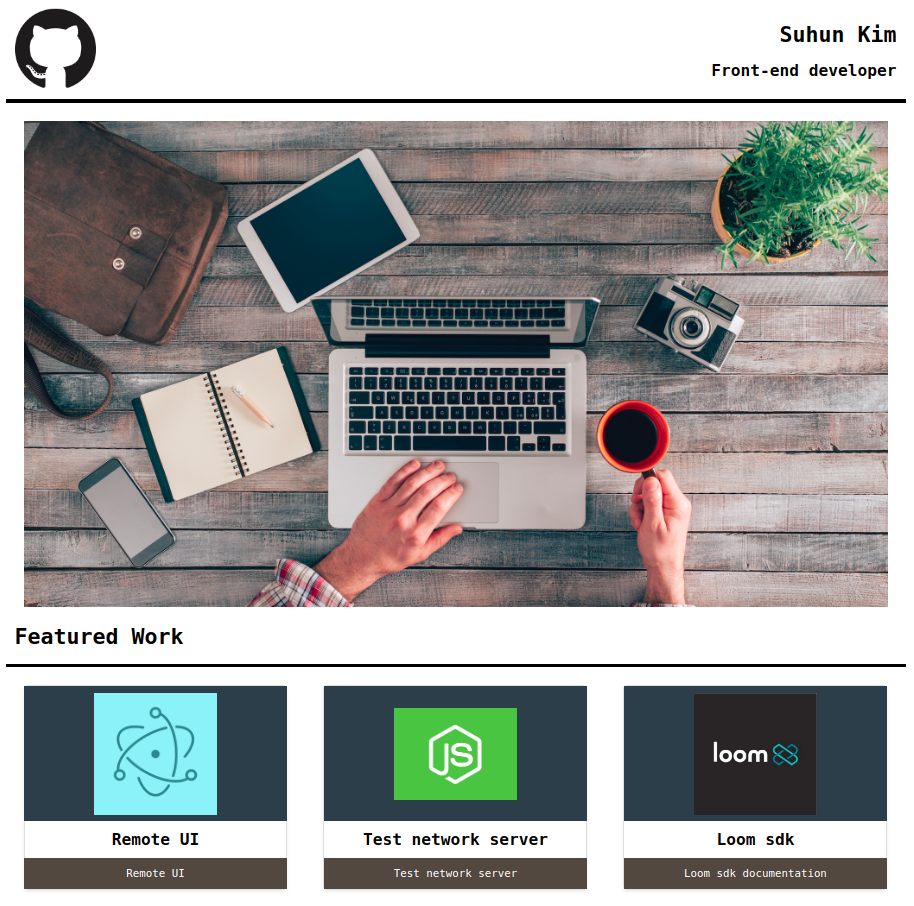 Suhun Kim
Front-end developer
Featured Work
JS
loom
Remote UI
Test network server
Loom sdk
Remote UI
Test network server
Loom sdk documentation